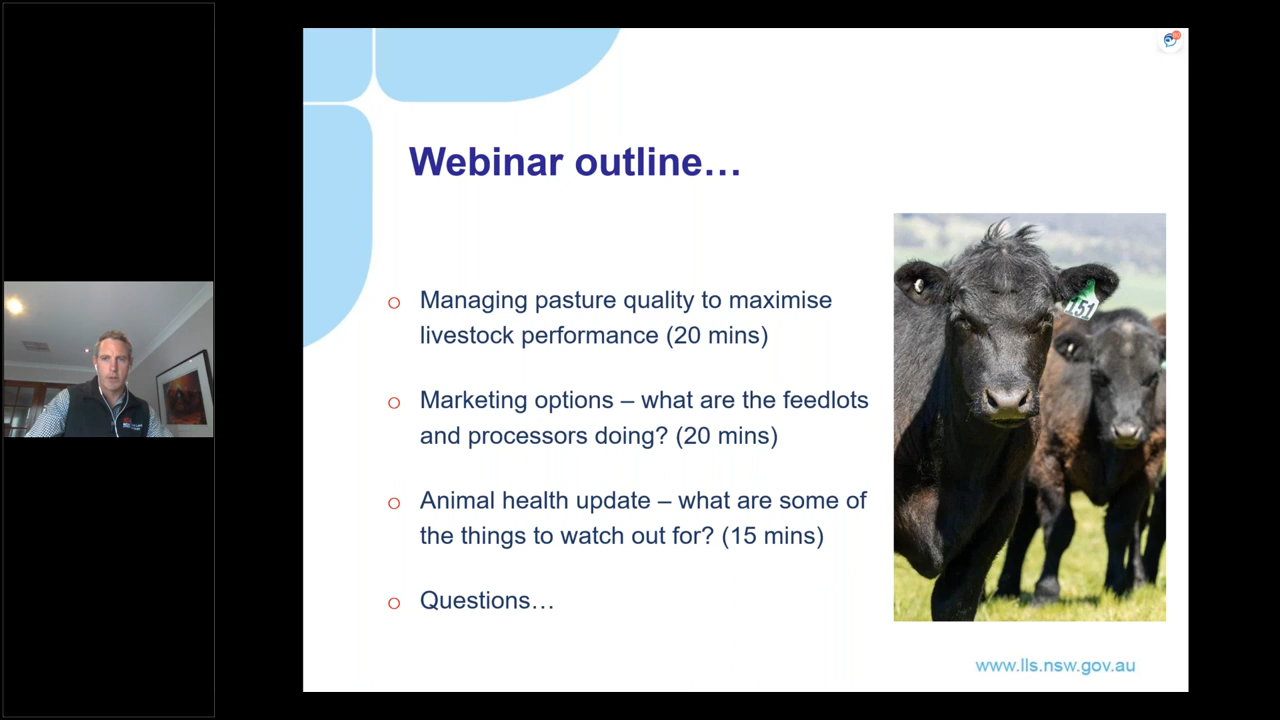 Webinar outline…
Managing pasture quality to maximise
livestock performance (20 mins)
Marketing options – what are the feedlots
and processors doing? (20 mins)
Animal health update – what are some of
the things to watch out for? (15 mins)
Questions…
151
www.lls.nsw.gov.au